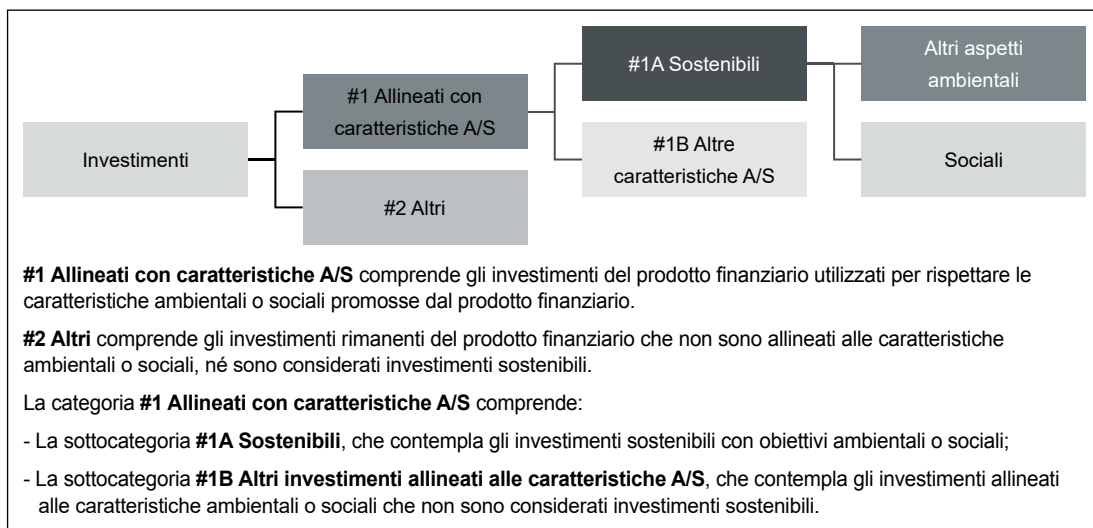 Investimenti
#1 Allineati con
caratteristiche A/S
#2 Altri
#1A Sostenibili
#1B Altre
caratteristiche A/S
Altri aspetti
ambientali
Sociali
#1 Allineati con caratteristiche A/S comprende gli investimenti del prodotto finanziario utilizzati per rispettare le
caratteristiche ambientali o sociali promosse dal prodotto finanziario.
#2 Altri comprende gli investimenti rimanenti del prodotto finanziario che non sono allineati alle caratteristiche
ambientali o sociali, né sono considerati investimenti sostenibili.
La categoria #1 Allineati con caratteristiche A/S comprende:
- La sottocategoria #1A Sostenibili, che contempla gli investimenti sostenibili con obiettivi ambientali o sociali;
- La sottocategoria #1B Altri investimenti allineati alle caratteristiche A/S, che contempla gli investimenti allineati
alle caratteristiche ambientali o sociali che non sono considerati investimenti sostenibili.